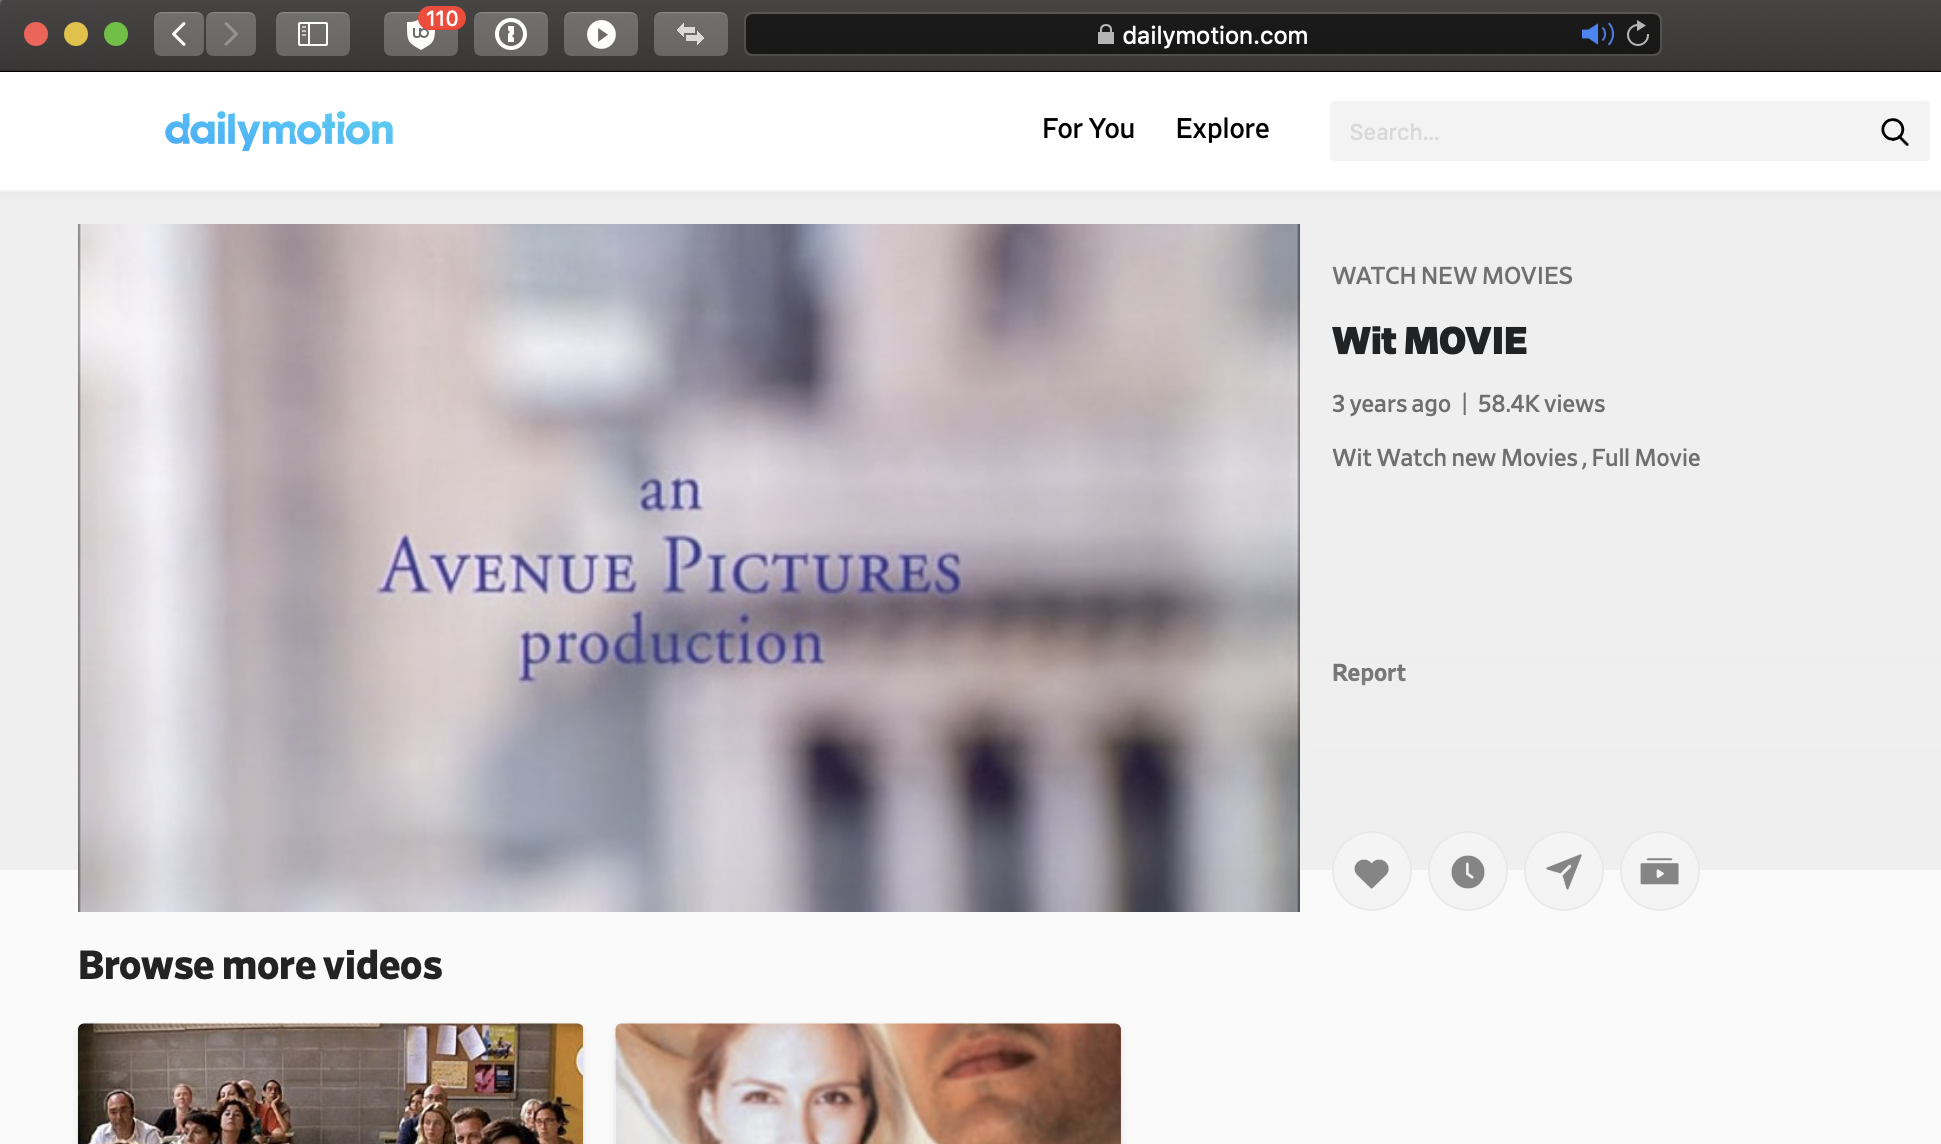 110
dailymotion.com
dailymotion
For You
Explore
Search...
an
AVENUE PICTURES
production
WATCH NEW MOVIES
Wit MOVIE
3 years ago | 58.4K views
Wit Watch new Movies , Full Movie
Report
Browse more videos